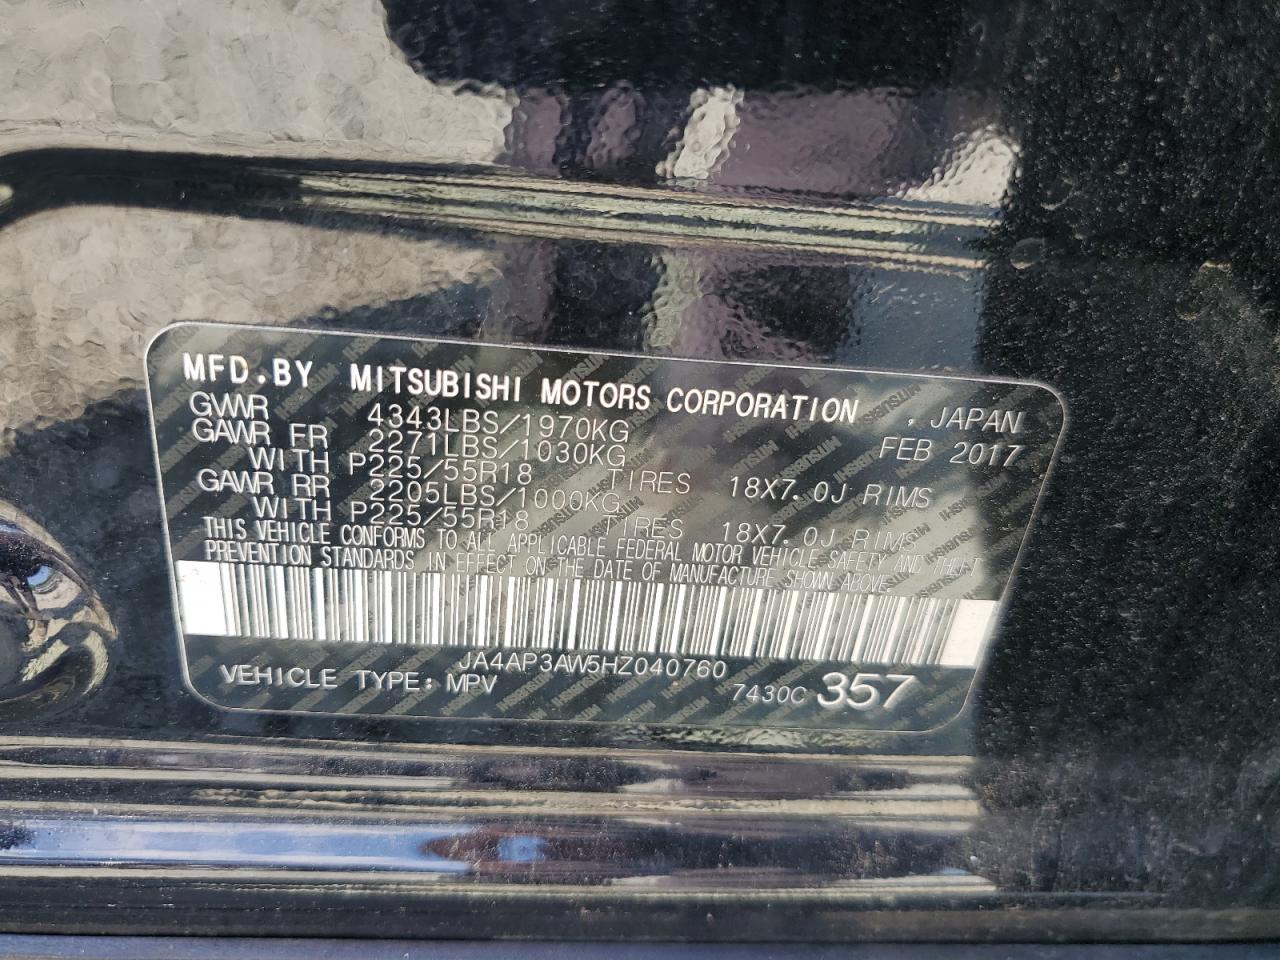 MFD.BY MITSUBISHI MOTORS CORPORATION , JAPAN
GVWR 4343LBS/1970KG FEB 2017
GAWR FR 2271LBS/1030KG
WITH P225/55R18 TIRES 18X7.0J RIMS
GAWR RR 2205LBS/1000KG
WITH P225/55R18 TIRES 18X7.0J RIMS
THIS VEHICLE CONFORMS TO ALL APPLICABLE FEDERAL MOTOR VEHICLE SAFETY AND THEFT
PREVENTION STANDARDS IN EFFECT ON THE DATE OF MANUFACTURE SHOWN ABOVE.
JA4AP3AW5HZ040760
VEHICLE TYPE: MPV 7430C 357